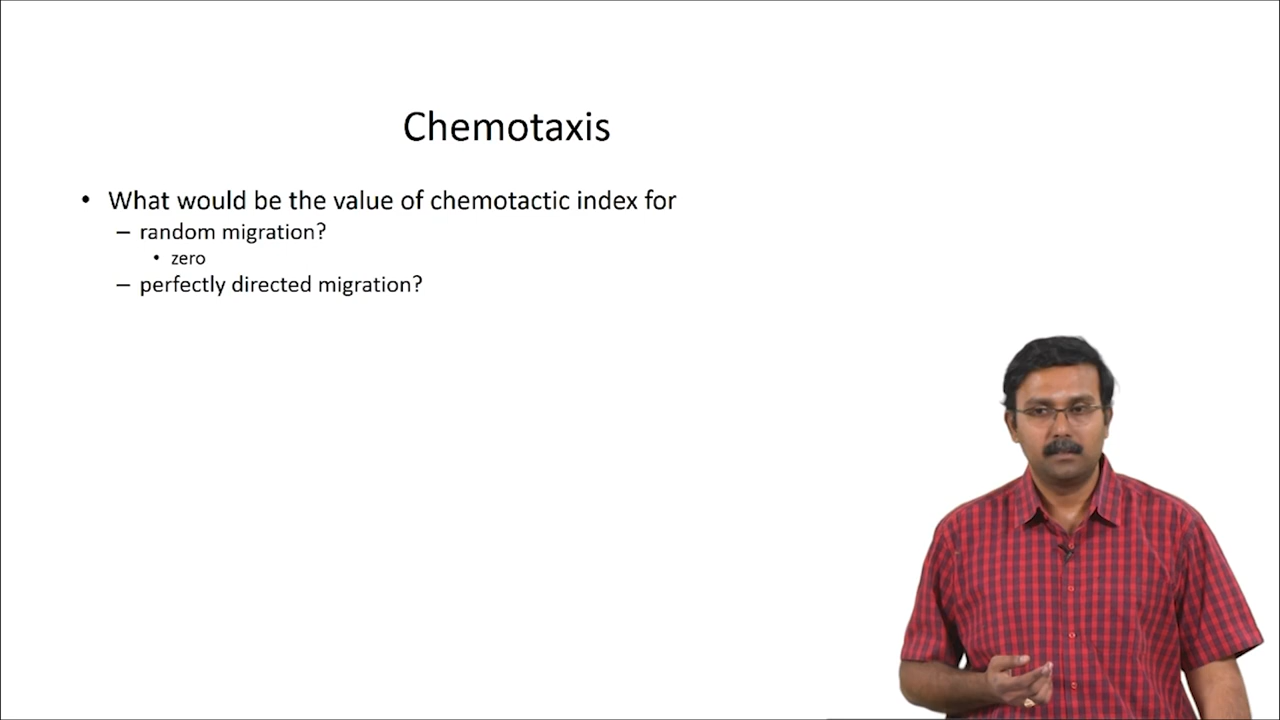 Chemotaxis
• What would be the value of chemotactic index for
– random migration?
• zero
– perfectly directed migration?